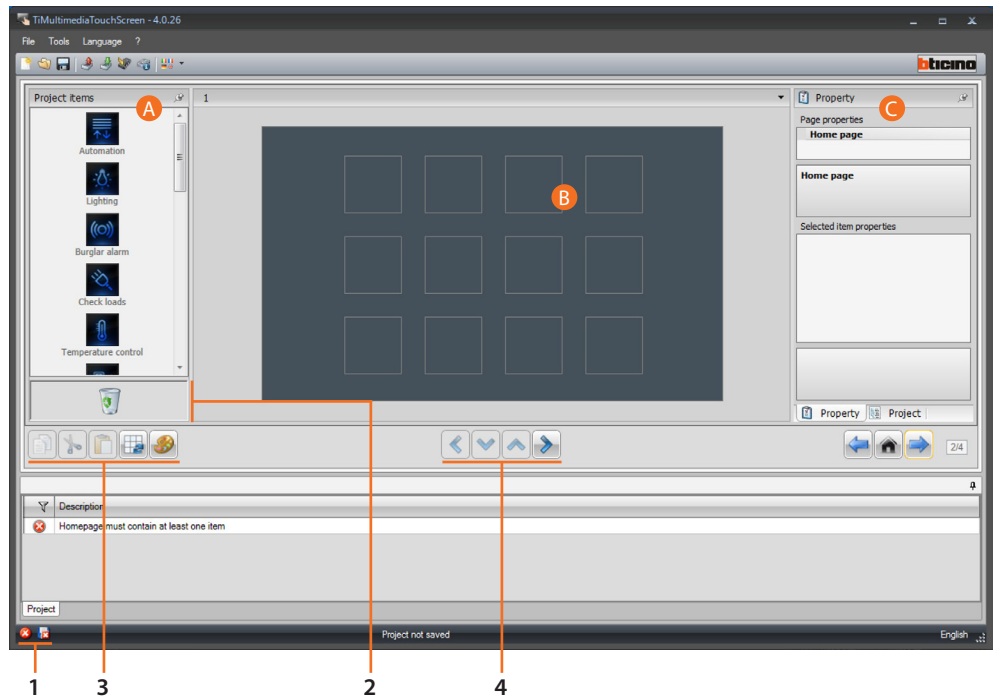 TiMultimediaTouchScreen - 4.0.26
File Tools Language ?
bticino
Project items
A
1
Property
C
Page properties
Home page
Automation
Lighting
B
Home page
Burglar alarm
Selected item properties
Check loads
Temperature control
Property Project
2/4
Description
Homepage must contain at least one item
Project
Project not saved
English
1 3 2 4